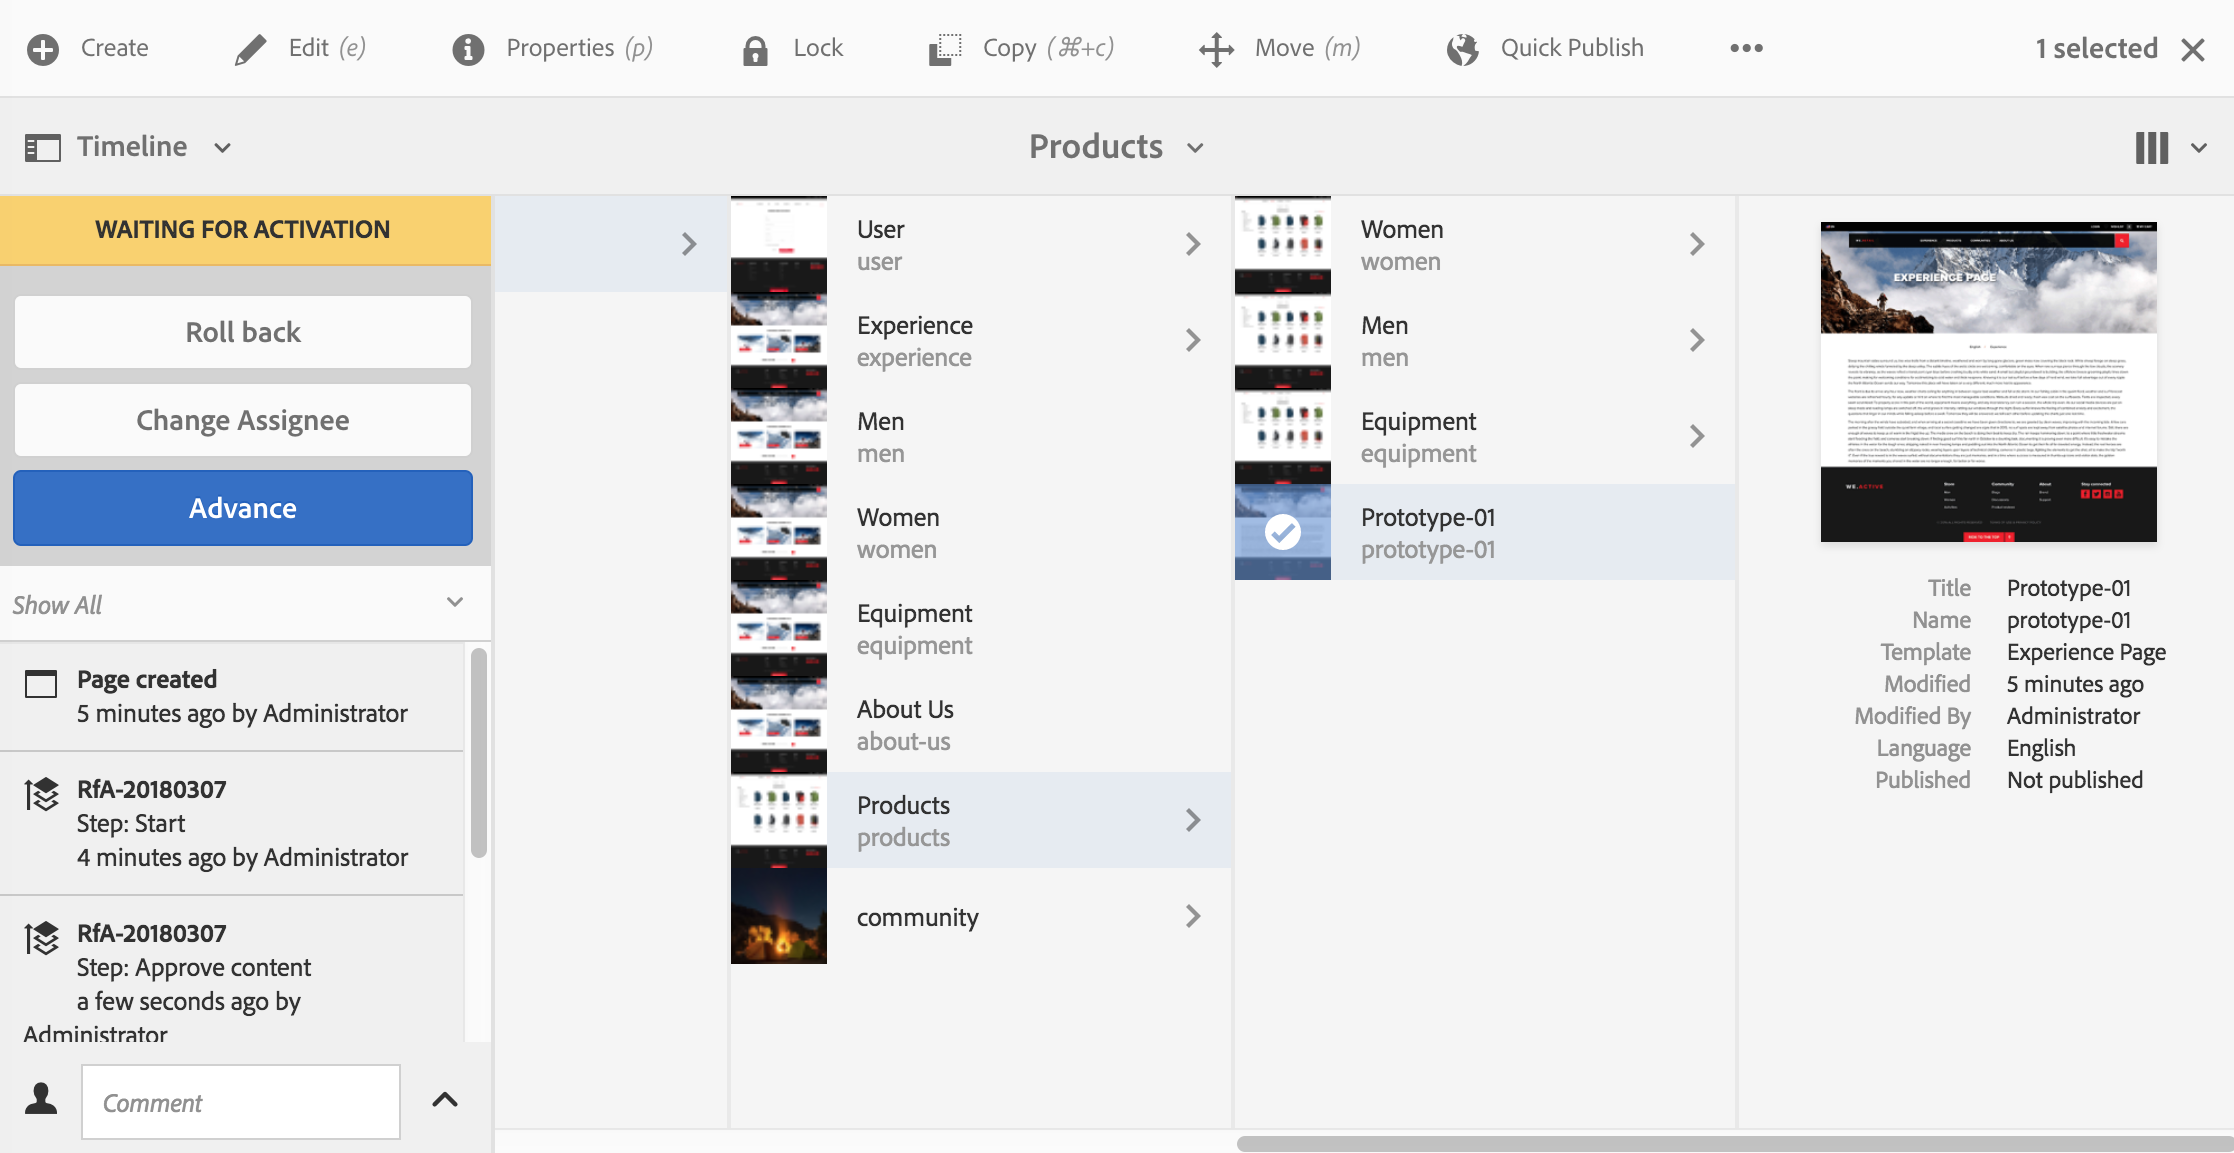 Create
Edit (e)
Properties (p)
Lock
Copy (⌘+c)
Move (m)
Quick Publish
1 selected
Timeline
Products
WAITING FOR ACTIVATION
Roll back
Change Assignee
Advance
Show All
Page created
5 minutes ago by Administrator
RfA-20180307
Step: Start
4 minutes ago by Administrator
RfA-20180307
Step: Approve content
a few seconds ago by
Administrator
Comment
User
user
Experience
experience
Men
men
Women
women
Equipment
equipment
About Us
about-us
Products
products
community
Women
women
Men
men
Equipment
equipment
Prototype-01
prototype-01
EXPERIENCE PAGE
WE.ACTIVE
Title Prototype-01
Name prototype-01
Template Experience Page
Modified 5 minutes ago
Modified By Administrator
Language English
Published Not published